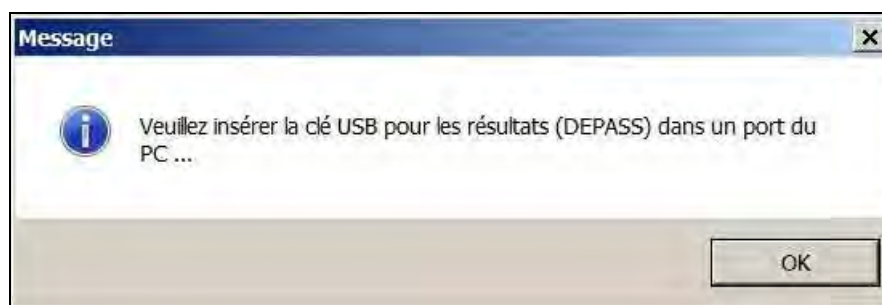 Message
Veuillez insérer la clé USB pour les résultats (DEPASS) dans un port du
PC ...
OK